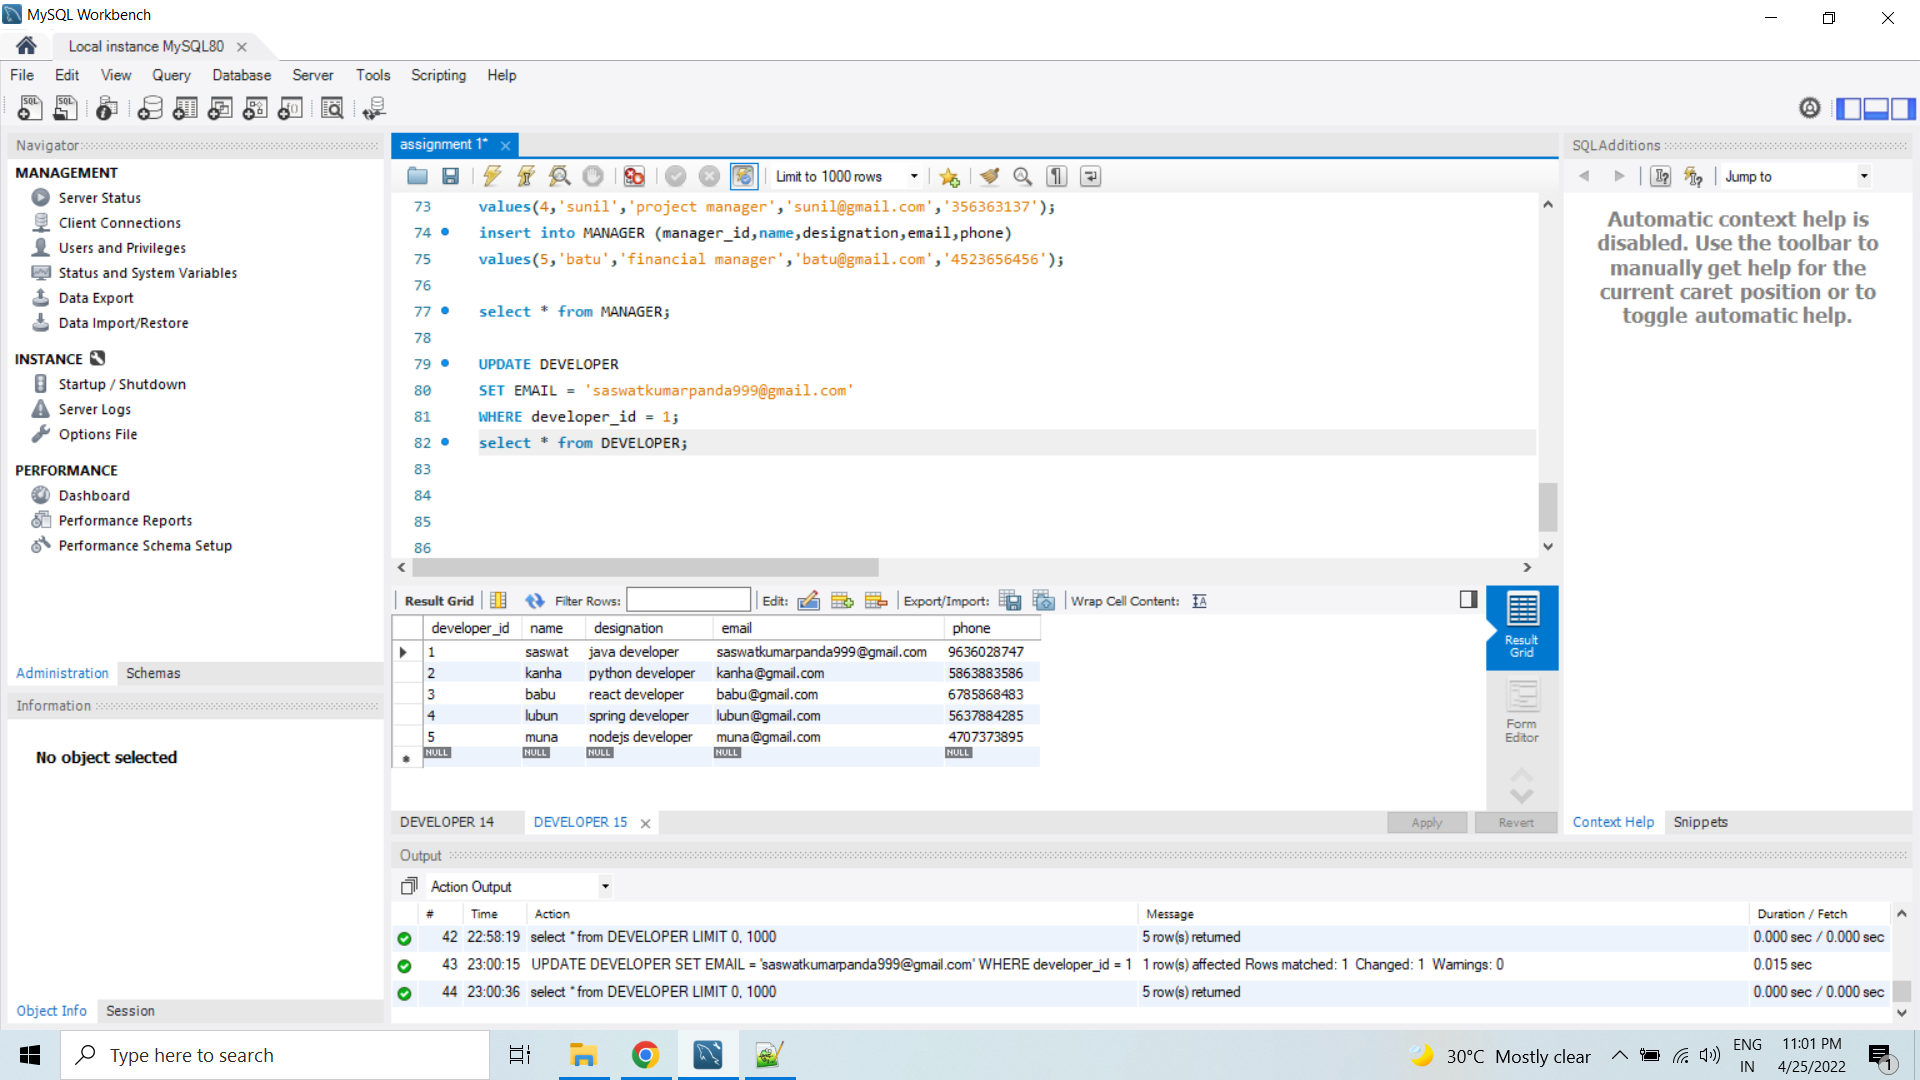 MySQL Workbench
Local instance MySQL80
File Edit View Query Database Server Tools Scripting Help
Navigator
MANAGEMENT
Server Status
Client Connections
Users and Privileges
Status and System Variables
Data Export
Data Import/Restore
INSTANCE
Startup / Shutdown
Server Logs
Options File
PERFORMANCE
Dashboard
Performance Reports
Performance Schema Setup
Administration Schemas
Information
No object selected
Object Info Session
assignment 1*
Limit to 1000 rows
73 values(4,'sunil','project manager','sunil@gmail.com','356363137');
74 insert into MANAGER (manager_id,name,designation,email,phone)
75 values(5,'batu','financial manager','batu@gmail.com','4523656456');
76
77 select * from MANAGER;
78
79 UPDATE DEVELOPER
80 SET EMAIL = 'saswatkumarpanda999@gmail.com'
81 WHERE developer_id = 1;
82 select * from DEVELOPER;
83
84
85
86
Result Grid Filter Rows: Edit: Export/Import: Wrap Cell Content:
developer_id name designation email phone
1 saswat java developer saswatkumarpanda999@gmail.com 9636028747
2 kanha python developer kanha@gmail.com 5863883586
3 babu react developer babu@gmail.com 6785868483
4 lubun spring developer lubun@gmail.com 5637884285
5 muna nodejs developer muna@gmail.com 4707373895
NULL NULL NULL NULL NULL
Result
Grid
Form
Editor
DEVELOPER 14 DEVELOPER 15 Apply Revert
SQLAdditions
Jump to
Automatic context help is
disabled. Use the toolbar to
manually get help for the
current caret position or to
toggle automatic help.
Context Help Snippets
Output
Action Output
# Time Action Message Duration / Fetch
42 22:58:19 select * from DEVELOPER LIMIT 0, 1000 5 row(s) returned 0.000 sec / 0.000 sec
43 23:00:15 UPDATE DEVELOPER SET EMAIL = 'saswatkumarpanda999@gmail.com' WHERE developer_id = 1 1 row(s) affected Rows matched: 1 Changed: 1 Warnings: 0 0.015 sec
44 23:00:36 select * from DEVELOPER LIMIT 0, 1000 5 row(s) returned 0.000 sec / 0.000 sec
Type here to search
30°C Mostly clear
ENG
IN
11:01 PM
4/25/2022
1